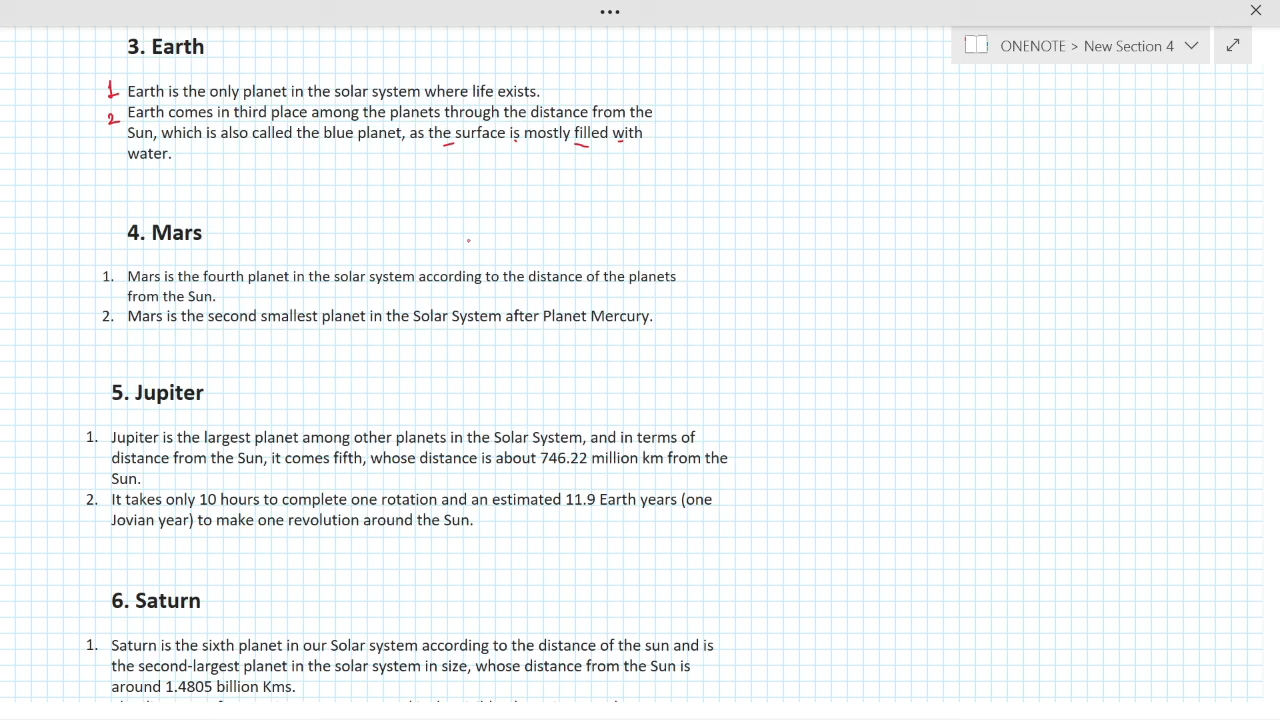 ...
ONENOTE > New Section 4
3. Earth
1 Earth is the only planet in the solar system where life exists.
2 Earth comes in third place among the planets through the distance from the
Sun, which is also called the blue planet, as the surface is mostly filled with
water.
4. Mars
1. Mars is the fourth planet in the solar system according to the distance of the planets
from the Sun.
2. Mars is the second smallest planet in the Solar System after Planet Mercury.
5. Jupiter
1. Jupiter is the largest planet among other planets in the Solar System, and in terms of
distance from the Sun, it comes fifth, whose distance is about 746.22 million km from the
Sun.
2. It takes only 10 hours to complete one rotation and an estimated 11.9 Earth years (one
Jovian year) to make one revolution around the Sun.
6. Saturn
1. Saturn is the sixth planet in our Solar system according to the distance of the sun and is
the second-largest planet in the solar system in size, whose distance from the Sun is
around 1.4805 billion Kms.